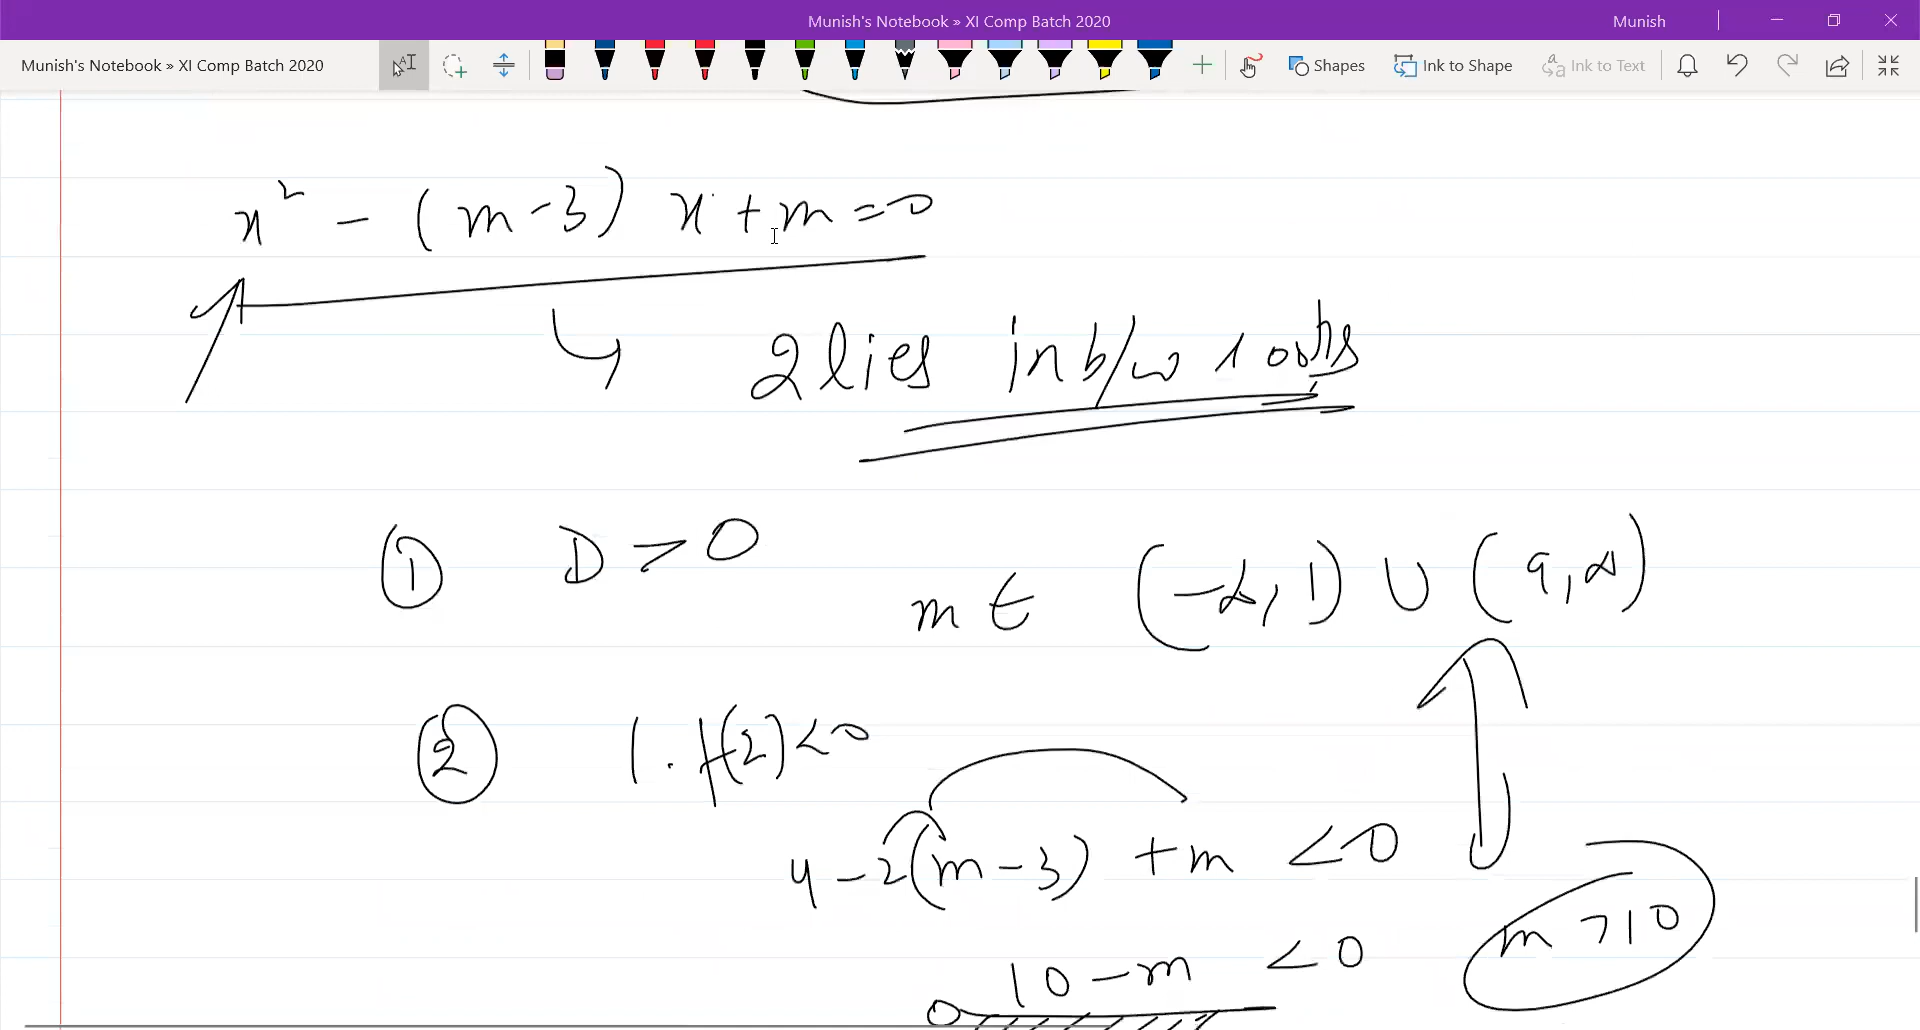 Munish's Notebook » XI Comp Batch 2020
Munish
Munish's Notebook » XI Comp Batch 2020
Shapes
Ink to Shape
Ink to Text
x² - (m-3) x + m = 0
2 lies in b/w roots
① D > 0
m ∈ (-∞, 1) ∪ (9, ∞)
② 1. f(2) < 0
4 - 2(m-3) + m < 0
m > 10
10 - m < 0